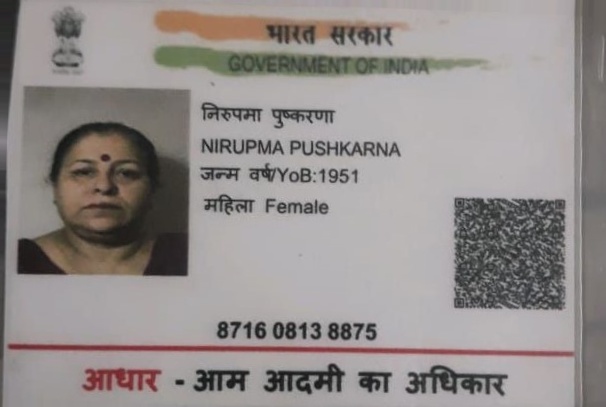 भारत सरकार
GOVERNMENT OF INDIA
निरुपमा पुष्करणा
NIRUPMA PUSHKARNA
जन्म वर्ष/YoB:1951
महिला Female
8716 0813 8875
आधार - आम आदमी का अधिकार